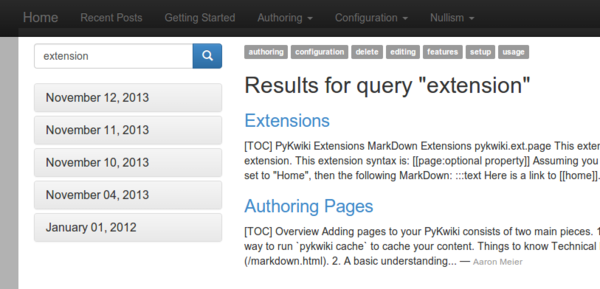 Home Recent Posts Getting Started Authoring Configuration Nullism
extension
November 12, 2013
November 11, 2013
November 10, 2013
November 04, 2013
January 01, 2012
authoring configuration delete editing features setup usage
Results for query "extension"
Extensions
[TOC] PyKwiki Extensions MarkDown Extensions pykwiki.ext.page This exten
extension. This extension syntax is: [[page:optional property]] Assuming you
set to "Home", then the following MarkDown: :::text Here is a link to [[home]].
Authoring Pages
[TOC] Overview Adding pages to your PyKwiki consists of two main pieces. 1
way to run `pykwiki cache` to cache your content. Things to know Technical
(/markdown.html). 2. A basic understanding... — Aaron Meier